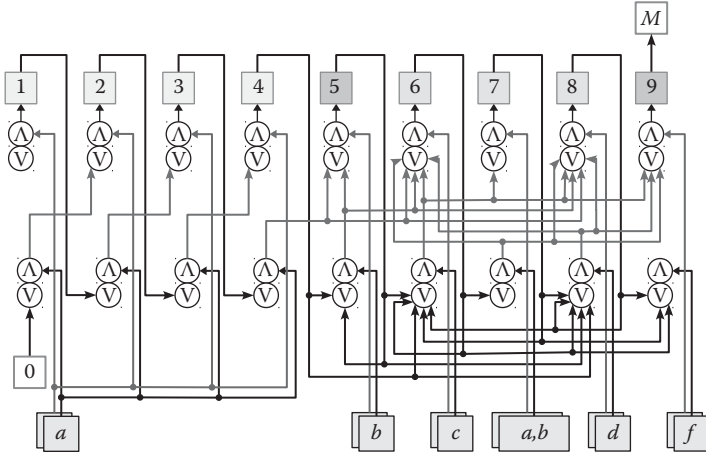 M
1 2 3 4 5 6 7 8 9
Λ Λ Λ Λ Λ Λ Λ Λ Λ
V V V V V V V V V
Λ Λ Λ Λ Λ Λ Λ Λ Λ
V V V V V V V V V
0
a b c a,b d f